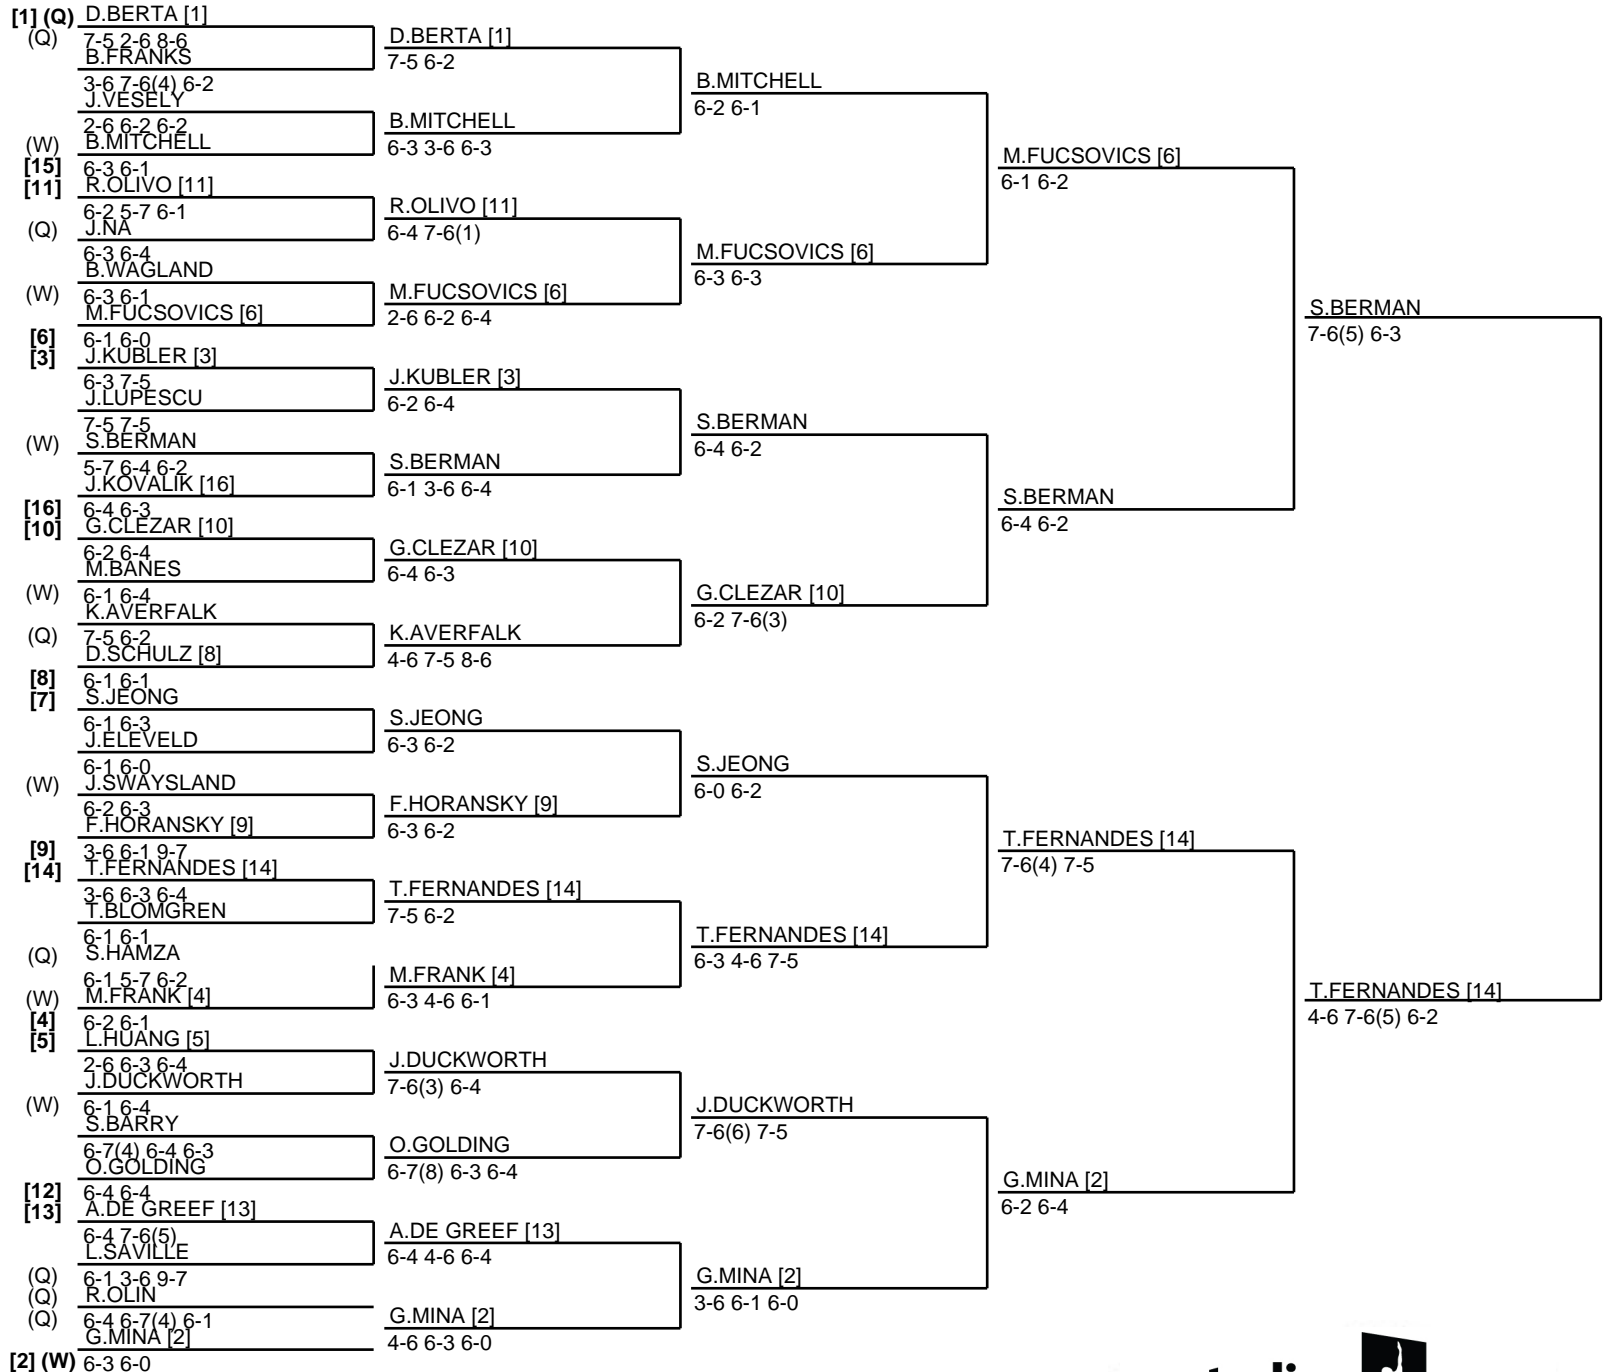 [1] (Q) D.BERTA [1]
(Q) 7-5 2-6 8-6
B.FRANKS
3-6 7-6(4) 6-2
J.VESELY
2-6 6-2 6-2
(W) B.MITCHELL
[15] 6-3 6-1
[11] R.OLIVO [11]
6-2 5-7 6-1
(Q) J.NA
6-3 6-4
B.WAGLAND
(W) 6-3 6-1
M.FUCSOVICS [6]
[6] 6-1 6-0
[3] J.KUBLER [3]
6-3 7-5
J.LUPESCU
7-5 7-5
(W) S.BERMAN
5-7 6-4 6-2
J.KOVALIK [16]
[16] 6-4 6-3
[10] G.CLEZAR [10]
6-2 6-4
M.BANES
(W) 6-1 6-4
K.AVERFALK
(Q) 7-5 6-2
D.SCHULZ [8]
[8] 6-1 6-1
[7] S.JEONG
6-1 6-3
J.ELEVELD
6-1 6-0
(W) J.SWAYSLAND
6-2 6-3
F.HORANSKY [9]
[9] 3-6 6-1 9-7
[14] T.FERNANDES [14]
3-6 6-3 6-4
T.BLOMGREN
6-1 6-1
(Q) S.HAMZA
6-1 5-7 6-2
(W) M.FRANK [4]
[4] 6-2 6-1
[5] L.HUANG [5]
2-6 6-3 6-4
J.DUCKWORTH
(W) 6-1 6-4
S.BARRY
6-7(4) 6-4 6-3
O.GOLDING
[12] 6-4 6-4
[13] A.DE GREEF [13]
6-4 7-6(5)
L.SAVILLE
(Q) 6-1 3-6 9-7
(Q) R.OLIN
(Q) 6-4 6-7(4) 6-1
G.MINA [2]
[2] (W) 6-3 6-0
D.BERTA [1]
7-5 6-2
B.MITCHELL
6-3 3-6 6-3
R.OLIVO [11]
6-4 7-6(1)
M.FUCSOVICS [6]
2-6 6-2 6-4
J.KUBLER [3]
6-2 6-4
S.BERMAN
6-1 3-6 6-4
G.CLEZAR [10]
6-4 6-3
K.AVERFALK
4-6 7-5 8-6
S.JEONG
6-3 6-2
F.HORANSKY [9]
6-3 6-2
T.FERNANDES [14]
7-5 6-2
M.FRANK [4]
6-3 4-6 6-1
J.DUCKWORTH
7-6(3) 6-4
O.GOLDING
6-7(8) 6-3 6-4
A.DE GREEF [13]
6-4 4-6 6-4
G.MINA [2]
4-6 6-3 6-0
B.MITCHELL
6-2 6-1
M.FUCSOVICS [6]
6-3 6-3
S.BERMAN
6-4 6-2
G.CLEZAR [10]
6-2 7-6(3)
S.JEONG
6-0 6-2
T.FERNANDES [14]
6-3 4-6 7-5
J.DUCKWORTH
7-6(6) 7-5
G.MINA [2]
3-6 6-1 6-0
M.FUCSOVICS [6]
6-1 6-2
S.BERMAN
6-4 6-2
T.FERNANDES [14]
7-6(4) 7-5
G.MINA [2]
6-2 6-4
S.BERMAN
7-6(5) 6-3
T.FERNANDES [14]
4-6 7-6(5) 6-2